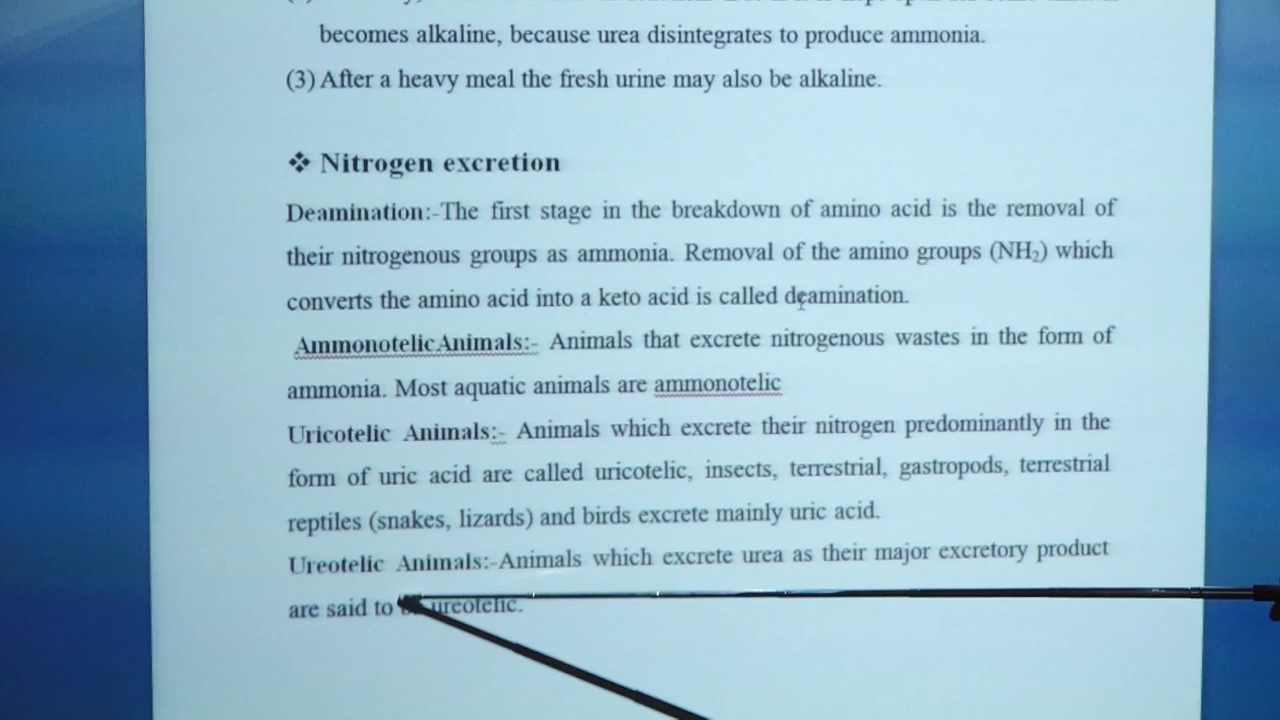 becomes alkaline, because urea disintegrates to produce ammonia.
(3) After a heavy meal the fresh urine may also be alkaline.
❖ Nitrogen excretion
Deamination:-The first stage in the breakdown of amino acid is the removal of
their nitrogenous groups as ammonia. Removal of the amino groups (NH₂) which
converts the amino acid into a keto acid is called deamination.
AmmonotelicAnimals:- Animals that excrete nitrogenous wastes in the form of
ammonia. Most aquatic animals are ammonotelic
Uricotelic Animals:- Animals which excrete their nitrogen predominantly in the
form of uric acid are called uricotelic, insects, terrestrial, gastropods, terrestrial
reptiles (snakes, lizards) and birds excrete mainly uric acid.
Ureotelic Animals:-Animals which excrete urea as their major excretory product
are said to ureotelic.